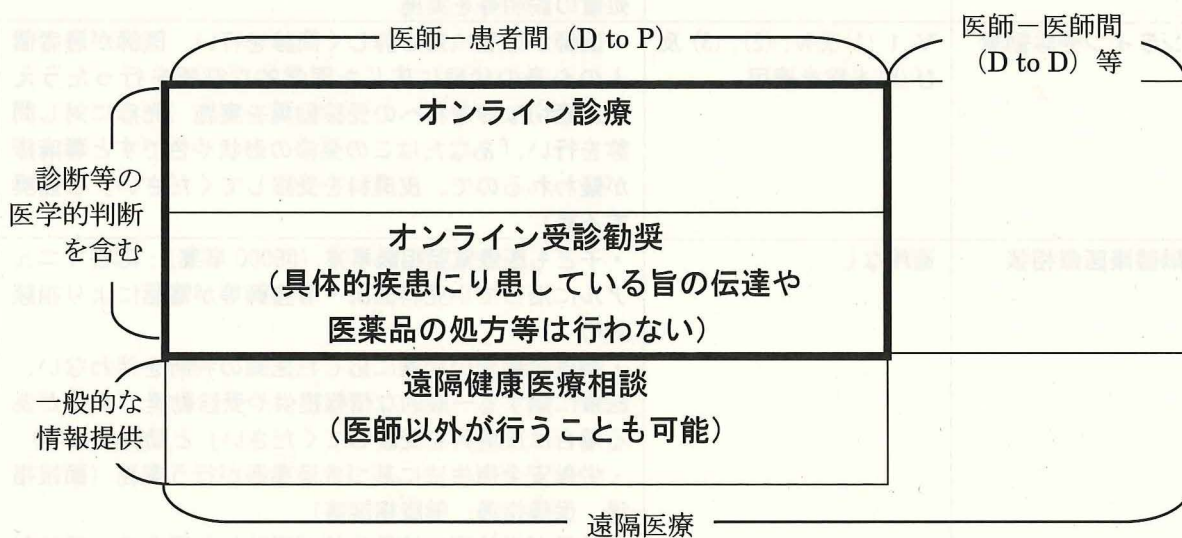 医師－患者間（D to P）
医師－医師間
（D to D）等
オンライン診療
診断等の
医学的判断
を含む
オンライン受診勧奨
（具体的疾患にり患している旨の伝達や
医薬品の処方等は行わない）
一般的な
情報提供
遠隔健康医療相談
（医師以外が行うことも可能）
遠隔医療